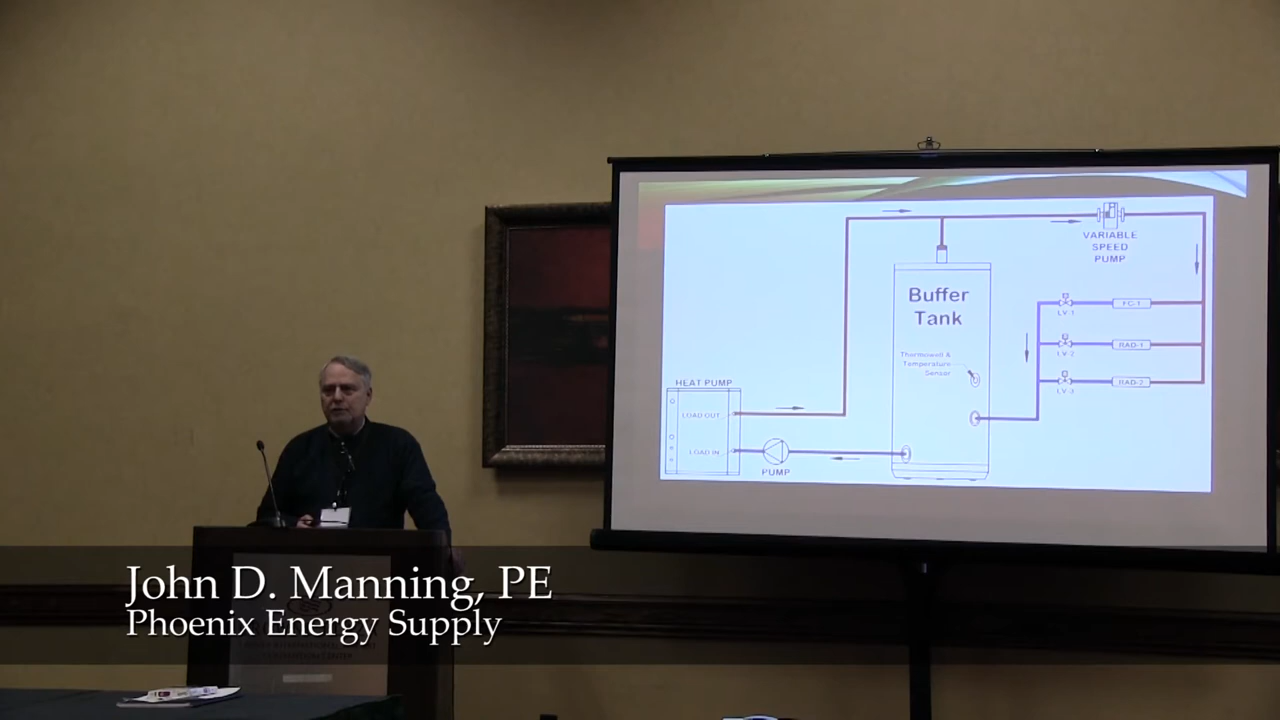 VARIABLE
SPEED
PUMP
Buffer
Tank
FC-1
LV-1
RAD-1
LV-2
Thermowell &
Temperature
Sensor
RAD-2
LV-3
HEAT PUMP
LOAD OUT
LOAD IN
PUMP
John D. Manning, PE
Phoenix Energy Supply